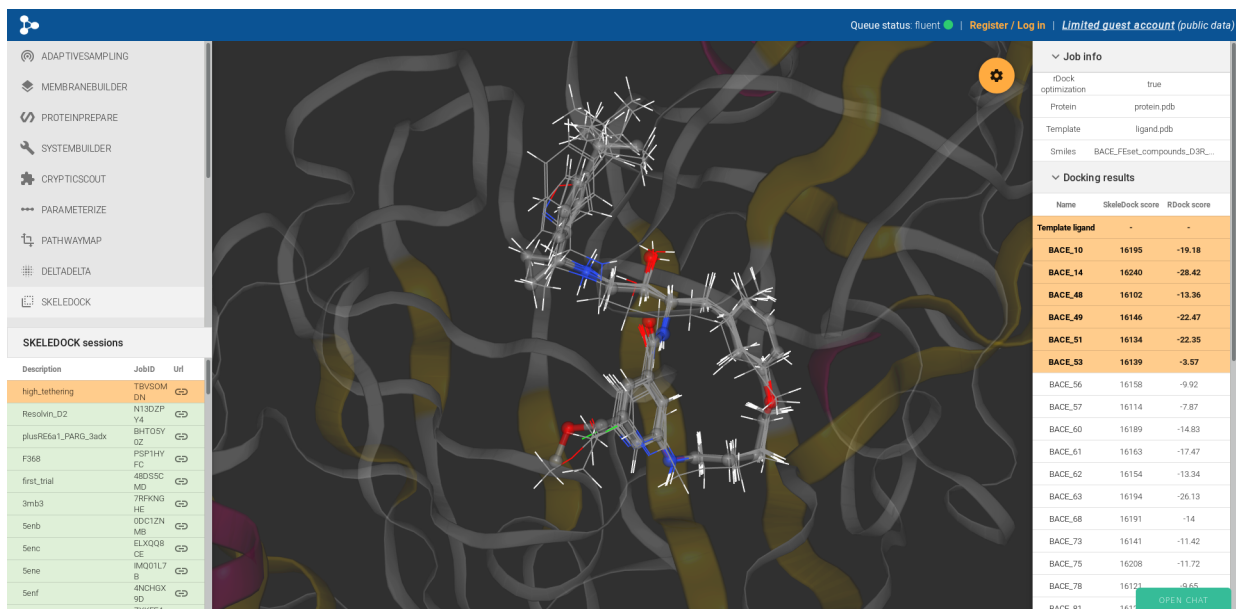 Queue status: fluent | Register / Log in | Limited guest account (public data)
ADAPTIVESAMPLING
MEMBRANEBUILDER
PROTEINPREPARE
SYSTEMBUILDER
CRYPTICSCOUT
PARAMETERIZE
PATHWAYMAP
DELTADELTA
SKELEDOCK
SKELEDOCK sessions
Description JobID Url
high_tethering TBVSOM
DN
Resolvin_D2 N13DZP
Y4
plusRE6a1_PARG_3adx BHTO5Y
0Z
F368 PSP1HY
FC
first_trial 48DS5C
MD
3mb3 7RFKNG
HE
5enb 0DC1ZN
MB
5enc ELXQQ8
CE
5ene IMQ01L7
B
5enf 4NCHGX
9D
Job info
rDock
optimization true
Protein protein.pdb
Template ligand.pdb
Smiles BACE_FEset_compounds_D3R_...
Docking results
Name SkeleDock score RDock score
Template ligand - -
BACE_10 16195 -19.18
BACE_14 16240 -28.42
BACE_48 16102 -13.36
BACE_49 16146 -22.47
BACE_51 16134 -22.35
BACE_53 16139 -3.57
BACE_56 16158 -9.92
BACE_57 16114 -7.87
BACE_60 16189 -14.83
BACE_61 16163 -17.47
BACE_62 16154 -13.34
BACE_63 16194 -26.13
BACE_68 16191 -14
BACE_73 16141 -11.42
BACE_75 16208 -11.72
BACE_78 16121 -9.65
BACE_81
OPEN CHAT